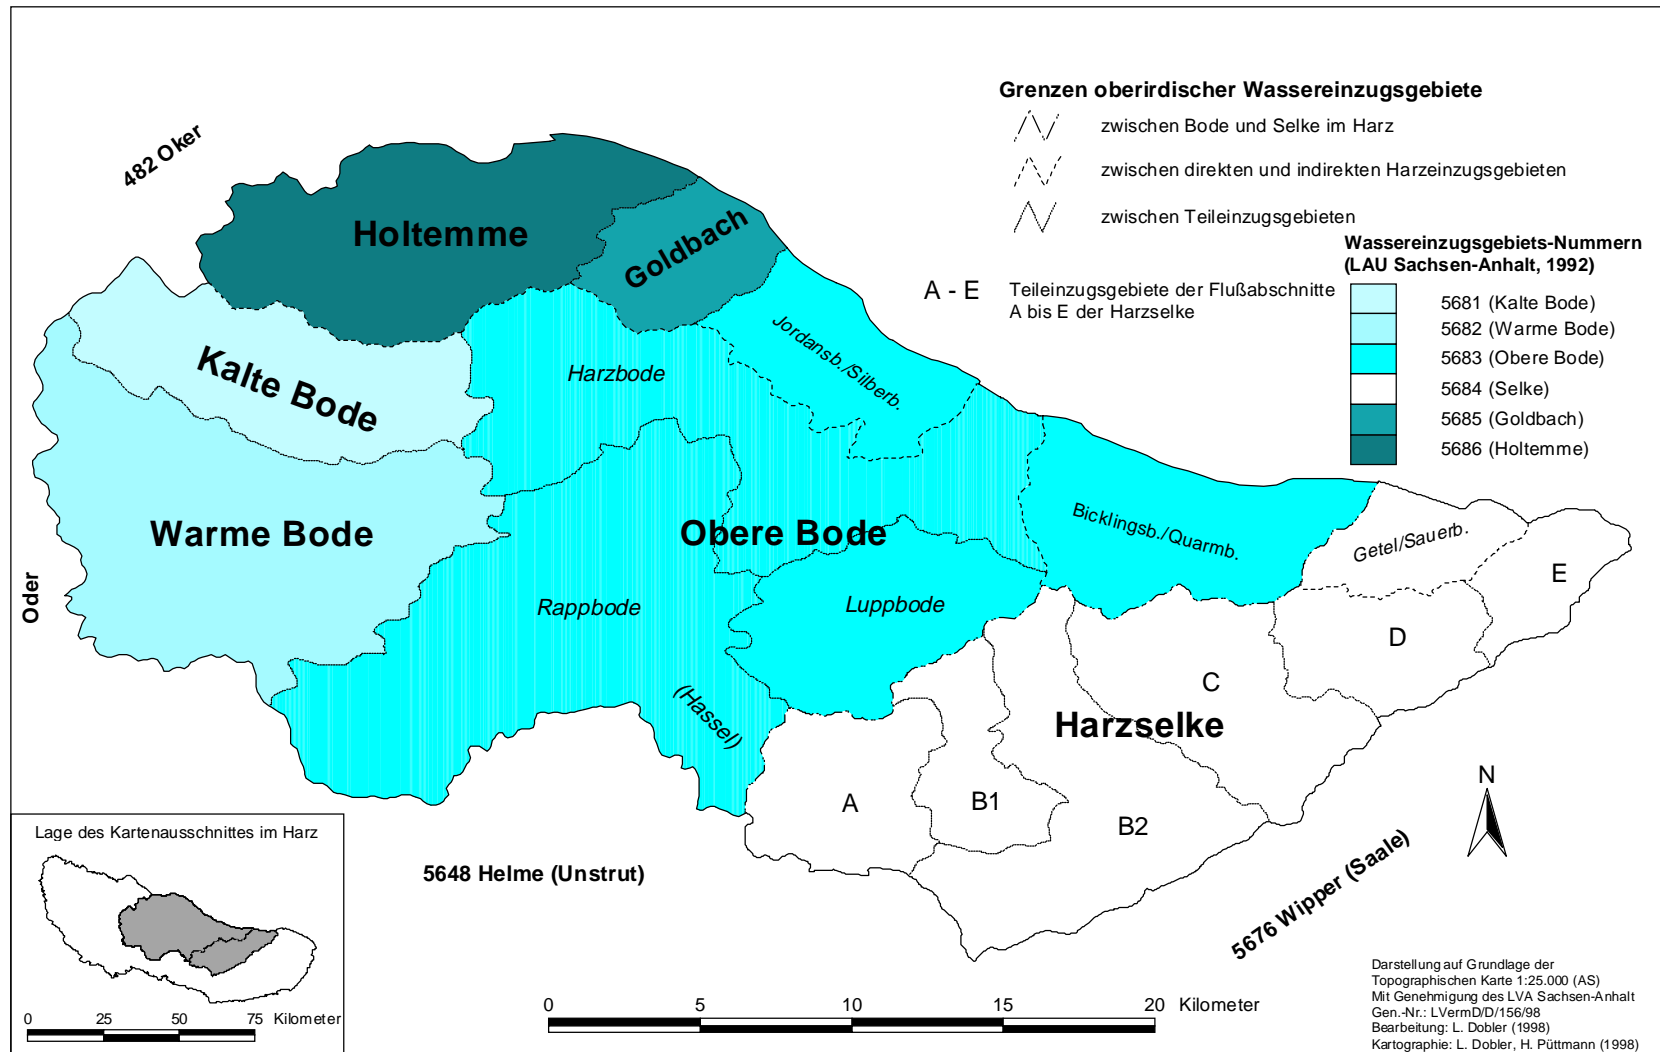 Grenzen oberirdischer Wassereinzugsgebiete
zwischen Bode und Selke im Harz
zwischen direkten und indirekten Harzeinzugsgebieten
zwischen Teileinzugsgebieten
A - E
Teileinzugsgebiete der Flußabschnitte
A bis E der Harzselke
Wassereinzugsgebiets-Nummern
(LAU Sachsen-Anhalt, 1992)
5681 (Kalte Bode)
5682 (Warme Bode)
5683 (Obere Bode)
5684 (Selke)
5685 (Goldbach)
5686 (Holtemme)
482 Oker
Holtemme
Goldbach
Kalte Bode
Harzbode
Jordansb./Silberb.
Warme Bode
Obere Bode
Bicklingsb./Quarmb.
Getel/Sauerb.
E
Oder
Rappbode
Luppbode
D
C
(Hassel)
Harzselke
A
B1
B2
N
5648 Helme (Unstrut)
5676 Wipper (Saale)
Lage des Kartenausschnittes im Harz
0 25 50 75 Kilometer
0 5 10 15 20 Kilometer
Darstellung auf Grundlage der
Topographischen Karte 1:25.000 (AS)
Mit Genehmigung des LVA Sachsen-Anhalt
Gen.-Nr.: LVermD/D/156/98
Bearbeitung: L. Dobler (1998)
Kartographie: L. Dobler, H. Püttmann (1998)